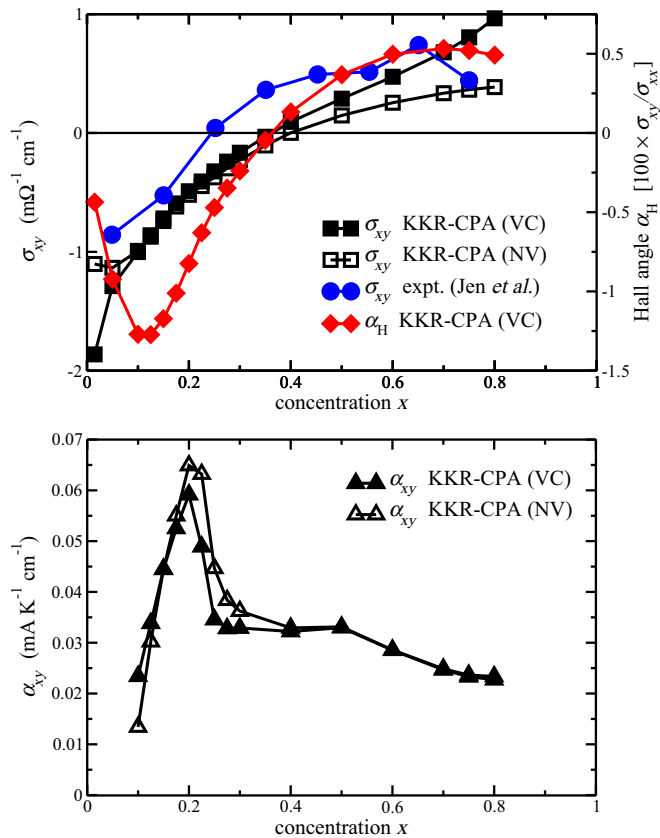 1
0
-1
-2
σxy (mΩ⁻¹ cm⁻¹)
0.5
0
-0.5
-1
-1.5
Hall angle αH [100×σxy/σxx]
σxy KKR-CPA (VC)
σxy KKR-CPA (NV)
σxy expt. (Jen et al.)
αH KKR-CPA (VC)
0 0.2 0.4 0.6 0.8 1
concentration x
0.07
0.06
0.05
0.04
0.03
0.02
0.01
0
αxy (mA K⁻¹ cm⁻¹)
αxy KKR-CPA (VC)
αxy KKR-CPA (NV)
0 0.2 0.4 0.6 0.8 1
concentration x